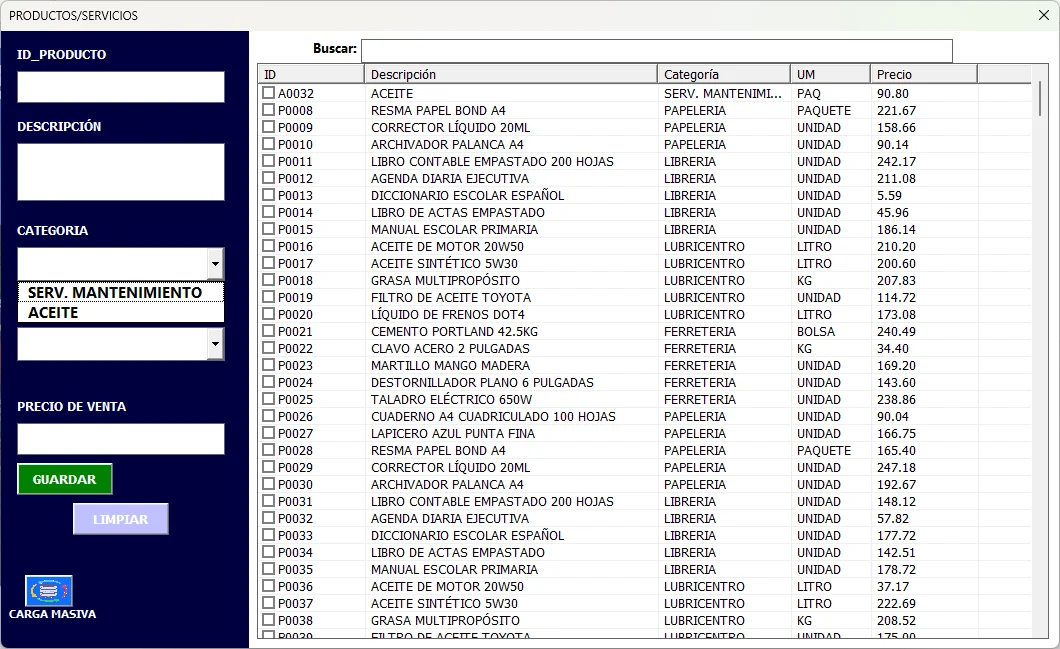 PRODUCTOS/SERVICIOS
ID_PRODUCTO
DESCRIPCIÓN
CATEGORIA
SERV. MANTENIMIENTO
ACEITE
PRECIO DE VENTA
GUARDAR
LIMPIAR
CARGA MASIVA
Buscar:
ID Descripción Categoría UM Precio
A0032 ACEITE SERV. MANTENIMI... PAQ 90.80
P0008 RESMA PAPEL BOND A4 PAPELERIA PAQUETE 221.67
P0009 CORRECTOR LÍQUIDO 20ML PAPELERIA UNIDAD 158.66
P0010 ARCHIVADOR PALANCA A4 PAPELERIA UNIDAD 90.14
P0011 LIBRO CONTABLE EMPASTADO 200 HOJAS LIBRERIA UNIDAD 242.17
P0012 AGENDA DIARIA EJECUTIVA LIBRERIA UNIDAD 211.08
P0013 DICCIONARIO ESCOLAR ESPAÑOL LIBRERIA UNIDAD 5.59
P0014 LIBRO DE ACTAS EMPASTADO LIBRERIA UNIDAD 45.96
P0015 MANUAL ESCOLAR PRIMARIA LIBRERIA UNIDAD 186.14
P0016 ACEITE DE MOTOR 20W50 LUBRICENTRO LITRO 210.20
P0017 ACEITE SINTÉTICO 5W30 LUBRICENTRO LITRO 200.60
P0018 GRASA MULTIPROPÓSITO LUBRICENTRO KG 207.83
P0019 FILTRO DE ACEITE TOYOTA LUBRICENTRO UNIDAD 114.72
P0020 LÍQUIDO DE FRENOS DOT4 LUBRICENTRO LITRO 173.08
P0021 CEMENTO PORTLAND 42.5KG FERRETERIA BOLSA 240.49
P0022 CLAVO ACERO 2 PULGADAS FERRETERIA KG 34.40
P0023 MARTILLO MANGO MADERA FERRETERIA UNIDAD 169.20
P0024 DESTORNILLADOR PLANO 6 PULGADAS FERRETERIA UNIDAD 143.60
P0025 TALADRO ELÉCTRICO 650W FERRETERIA UNIDAD 238.86
P0026 CUADERNO A4 CUADRICULADO 100 HOJAS PAPELERIA UNIDAD 90.04
P0027 LAPICERO AZUL PUNTA FINA PAPELERIA UNIDAD 166.75
P0028 RESMA PAPEL BOND A4 PAPELERIA PAQUETE 165.40
P0029 CORRECTOR LÍQUIDO 20ML PAPELERIA UNIDAD 247.18
P0030 ARCHIVADOR PALANCA A4 PAPELERIA UNIDAD 192.67
P0031 LIBRO CONTABLE EMPASTADO 200 HOJAS LIBRERIA UNIDAD 148.12
P0032 AGENDA DIARIA EJECUTIVA LIBRERIA UNIDAD 57.82
P0033 DICCIONARIO ESCOLAR ESPAÑOL LIBRERIA UNIDAD 177.72
P0034 LIBRO DE ACTAS EMPASTADO LIBRERIA UNIDAD 142.51
P0035 MANUAL ESCOLAR PRIMARIA LIBRERIA UNIDAD 178.72
P0036 ACEITE DE MOTOR 20W50 LUBRICENTRO LITRO 37.17
P0037 ACEITE SINTÉTICO 5W30 LUBRICENTRO LITRO 222.69
P0038 GRASA MULTIPROPÓSITO LUBRICENTRO KG 208.52
P0039 FILTRO DE ACEITE TOYOTA LUBRICENTRO UNIDAD 175.00